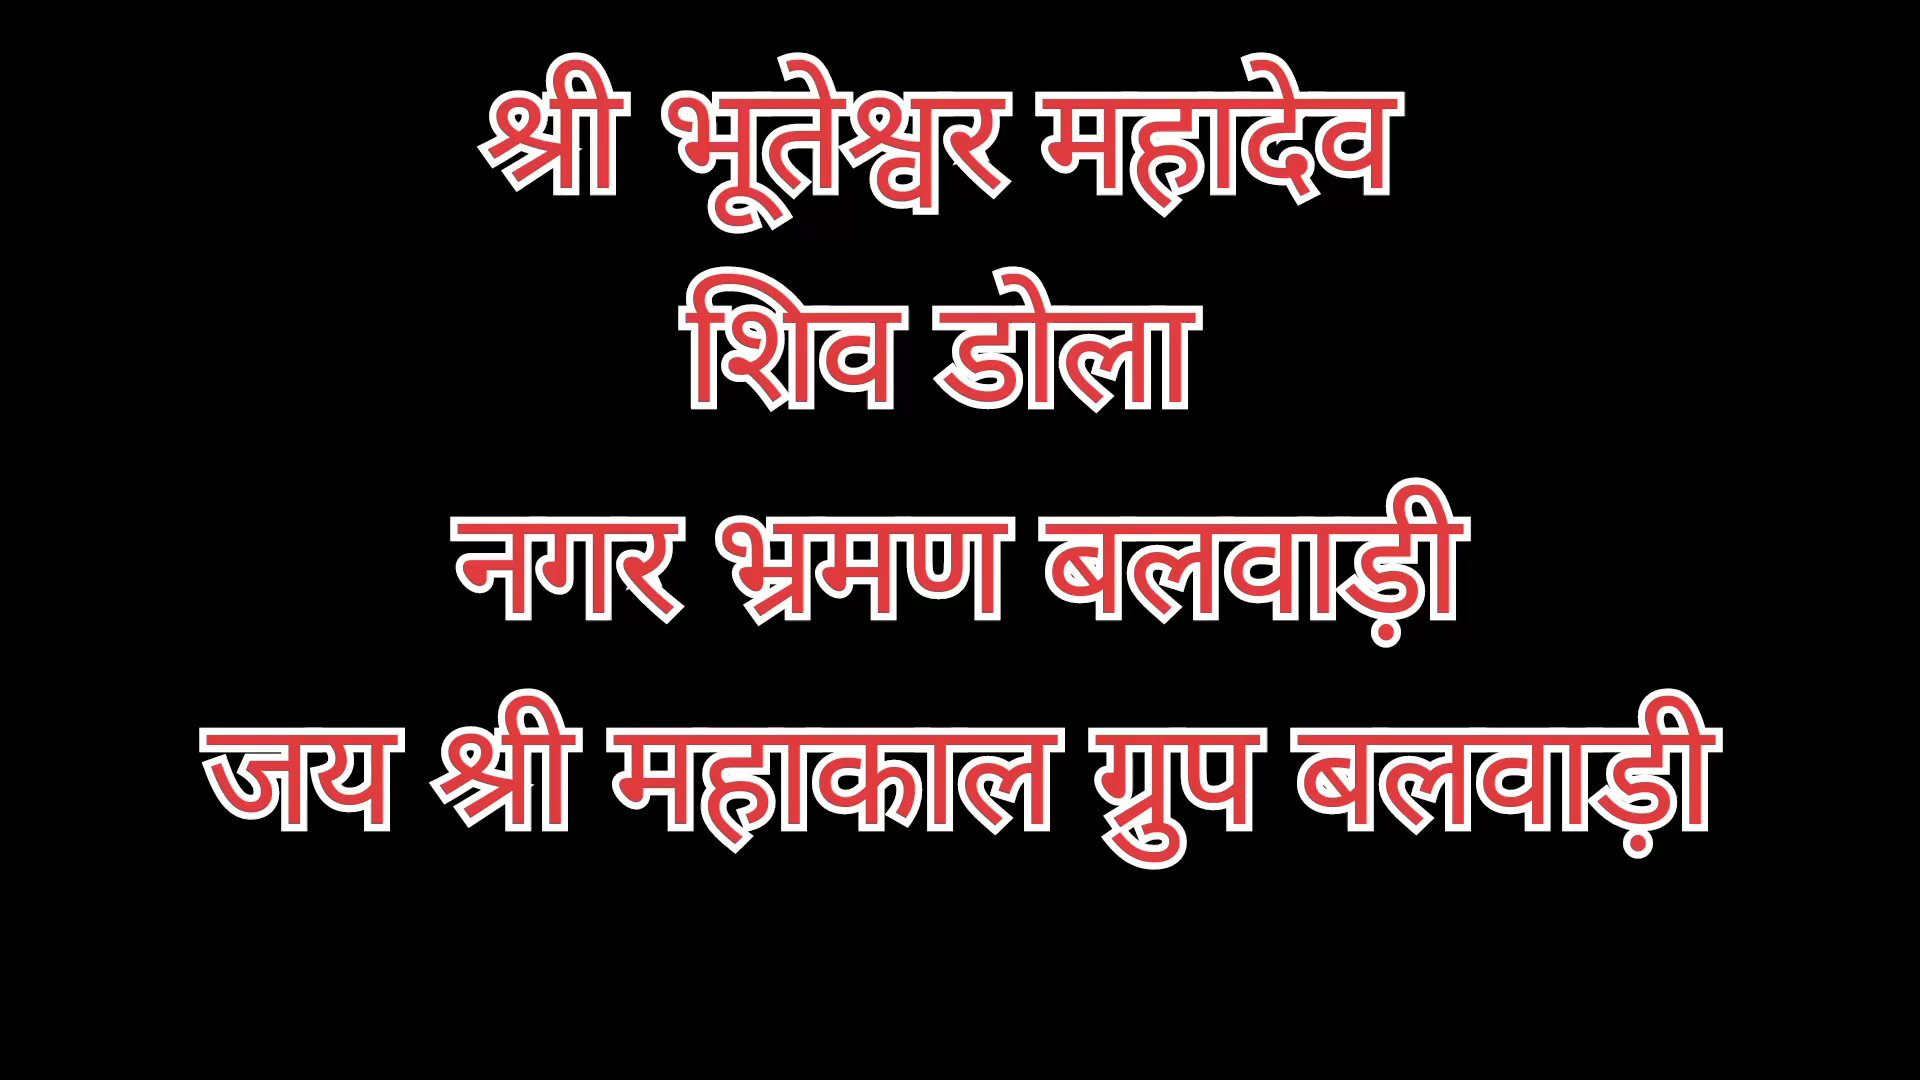 श्री भूतेश्वर महादेव
शिव डोला
नगर भ्रमण बलवाड़ी
जय श्री महाकाल ग्रुप बलवाड़ी